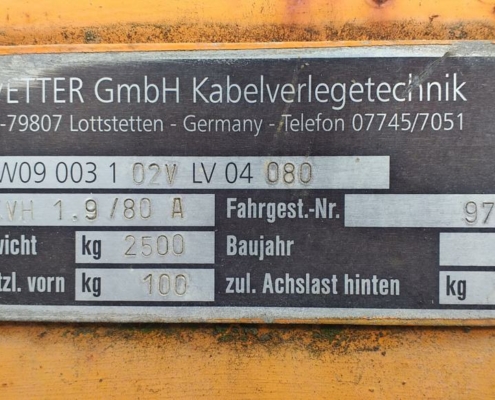 VETTER GmbH Kabelverlegetechnik
-79807 Lottstetten - Germany - Telefon 07745/7051
W09 003 1 02V LV 04 080
VH 1.9/80 A Fahrgest.-Nr. 97
wicht kg 2500 Baujahr
tzl. vorn kg 100 zul. Achslast hinten kg